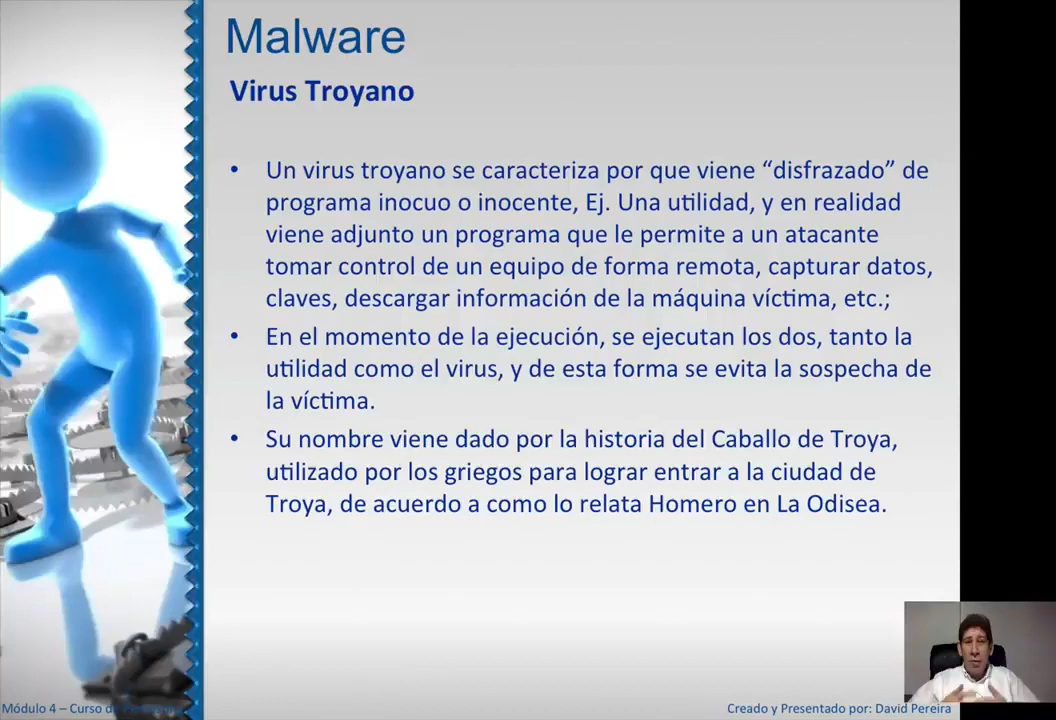 Malware
Virus Troyano
• Un virus troyano se caracteriza por que viene “disfrazado” de
programa inocuo o inocente, Ej. Una utilidad, y en realidad
viene adjunto un programa que le permite a un atacante
tomar control de un equipo de forma remota, capturar datos,
claves, descargar información de la máquina víctima, etc.;
• En el momento de la ejecución, se ejecutan los dos, tanto la
utilidad como el virus, y de esta forma se evita la sospecha de
la víctima.
• Su nombre viene dado por la historia del Caballo de Troya,
utilizado por los griegos para lograr entrar a la ciudad de
Troya, de acuerdo a como lo relata Homero en La Odisea.
Módulo 4 – Curso
Creado y Presentado por: David Pereira